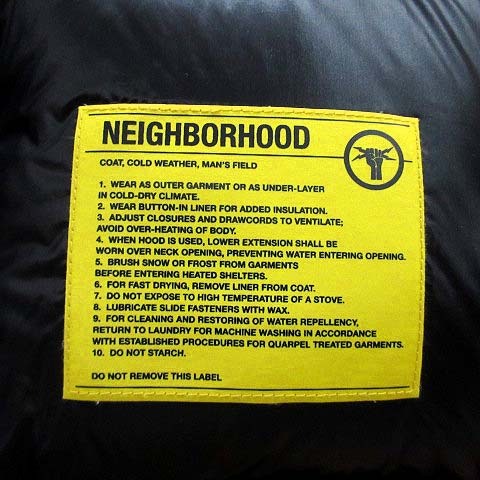 NEIGHBORHOOD
COAT, COLD WEATHER, MAN'S FIELD
1. WEAR AS OUTER GARMENT OR AS UNDER-LAYER
IN COLD-DRY CLIMATE.
2. WEAR BUTTON-IN LINER FOR ADDED INSULATION.
3. ADJUST CLOSURES AND DRAWCORDS TO VENTILATE;
AVOID OVER-HEATING OF BODY.
4. WHEN HOOD IS USED, LOWER EXTENSION SHALL BE
WORN OVER NECK OPENING, PREVENTING WATER ENTERING OPENING.
5. BRUSH SNOW OR FROST FROM GARMENTS
BEFORE ENTERING HEATED SHELTERS.
6. FOR FAST DRYING, REMOVE LINER FROM COAT.
7. DO NOT EXPOSE TO HIGH TEMPERATURE OF A STOVE.
8. LUBRICATE SLIDE FASTENERS WITH WAX.
9. FOR CLEANING AND RESTORING OF WATER REPELLENCY,
RETURN TO LAUNDRY FOR MACHINE WASHING IN ACCORDANCE
WITH ESTABLISHED PROCEDURES FOR QUARPEL TREATED GARMENTS.
10. DO NOT STARCH.
DO NOT REMOVE THIS LABEL